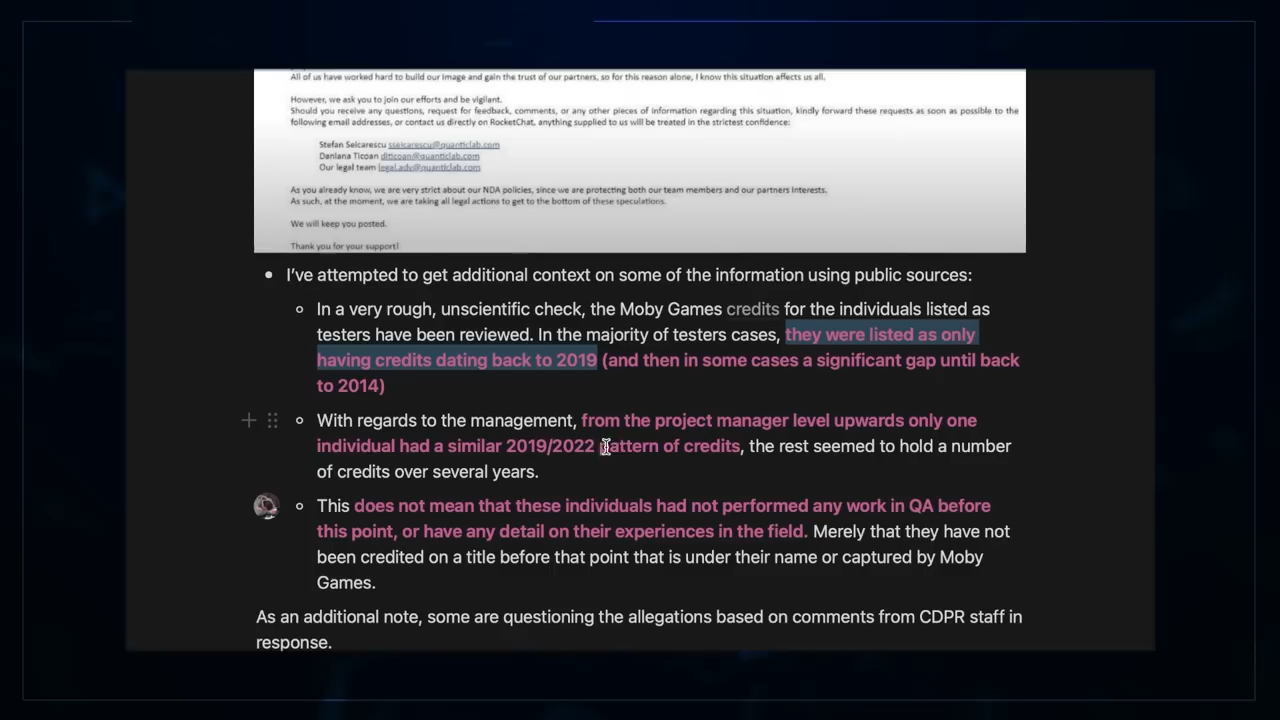 All of us have worked hard to build our image and gain the trust of our partners, so for this reason alone, I know this situation affects us all.
However, we ask you to join our efforts and be vigilant.
Should you receive any questions, request for feedback, comments, or any other pieces of information regarding this situation, kindly forward these requests as soon as possible to the
following email addresses, or contact us directly on RocketChat, anything supplied to us will be treated in the strictest confidence:
Stefan Seicarescu sseicarescu@quanticlab.com
Daniana Ticoan diticoan@quanticlab.com
Our legal team legal.adv@quanticlab.com
As you already know, we are very strict about our NDA policies, since we are protecting both our team members and our partners interests.
As such, at the moment, we are taking all legal actions to get to the bottom of these speculations.
We will keep you posted.
Thank you for your support!
• I've attempted to get additional context on some of the information using public sources:
In a very rough, unscientific check, the Moby Games credits for the individuals listed as
testers have been reviewed. In the majority of testers cases, they were listed as only
having credits dating back to 2019 (and then in some cases a significant gap until back
to 2014)
With regards to the management, from the project manager level upwards only one
individual had a similar 2019/2022 pattern of credits, the rest seemed to hold a number
of credits over several years.
This does not mean that these individuals had not performed any work in QA before
this point, or have any detail on their experiences in the field. Merely that they have not
been credited on a title before that point that is under their name or captured by Moby
Games.
As an additional note, some are questioning the allegations based on comments from CDPR staff in
response.